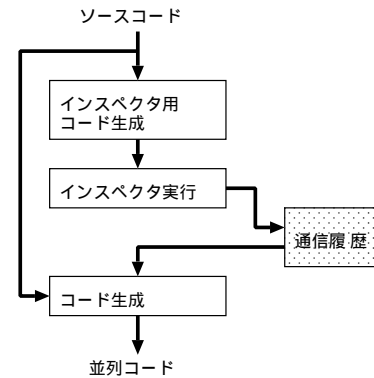 ソースコード
インスペクタ用
コード生成
インスペクタ実行
通信履歴
コード生成
並列コード